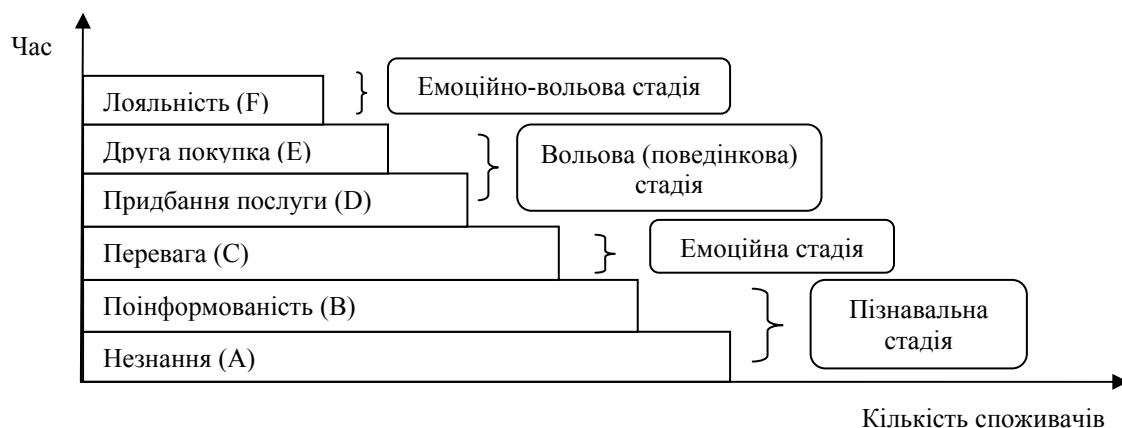 Час
Лояльність (F)
Емоційно-вольова стадія
Друга покупка (E)
Вольова (поведінкова)
стадія
Придбання послуги (D)
Перевага (C)
Емоційна стадія
Поінформованість (B)
Пізнавальна
стадія
Незнання (A)
Кількість споживачів